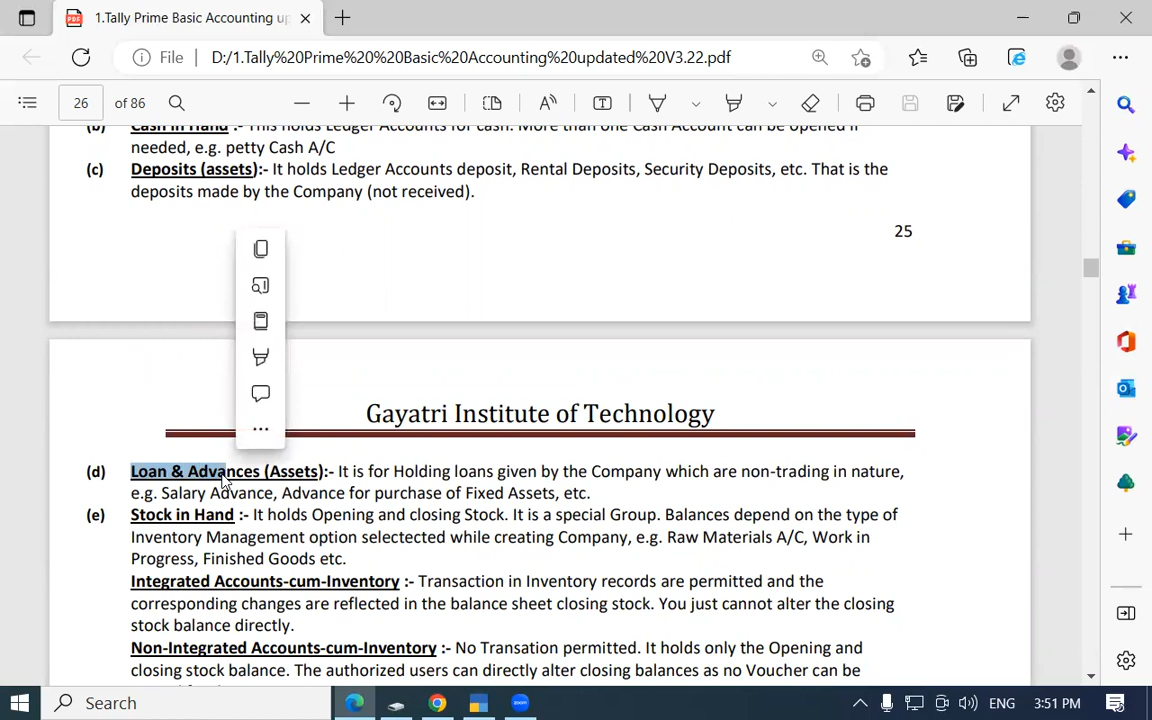 1.Tally Prime Basic Accounting up
File
D:/1.Tally%20Prime%20%20Basic%20Accounting%20updated%20V3.22.pdf
26 of 86
(b) Cash in Hand :- This holds Ledger Accounts for cash. More than one Cash Account can be opened if
needed, e.g. petty Cash A/C
(c) Deposits (assets):- It holds Ledger Accounts deposit, Rental Deposits, Security Deposits, etc. That is the
deposits made by the Company (not received).
25
Gayatri Institute of Technology
(d) Loan & Advances (Assets):- It is for Holding loans given by the Company which are non-trading in nature,
e.g. Salary Advance, Advance for purchase of Fixed Assets, etc.
(e) Stock in Hand :- It holds Opening and closing Stock. It is a special Group. Balances depend on the type of
Inventory Management option selectected while creating Company, e.g. Raw Materials A/C, Work in
Progress, Finished Goods etc.
Integrated Accounts-cum-Inventory :- Transaction in Inventory records are permitted and the
corresponding changes are reflected in the balance sheet closing stock. You just cannot alter the closing
stock balance directly.
Non-Integrated Accounts-cum-Inventory :- No Transation permitted. It holds only the Opening and
closing stock balance. The authorized users can directly alter closing balances as no Voucher can be
Search
zoom
ENG
3:51 PM